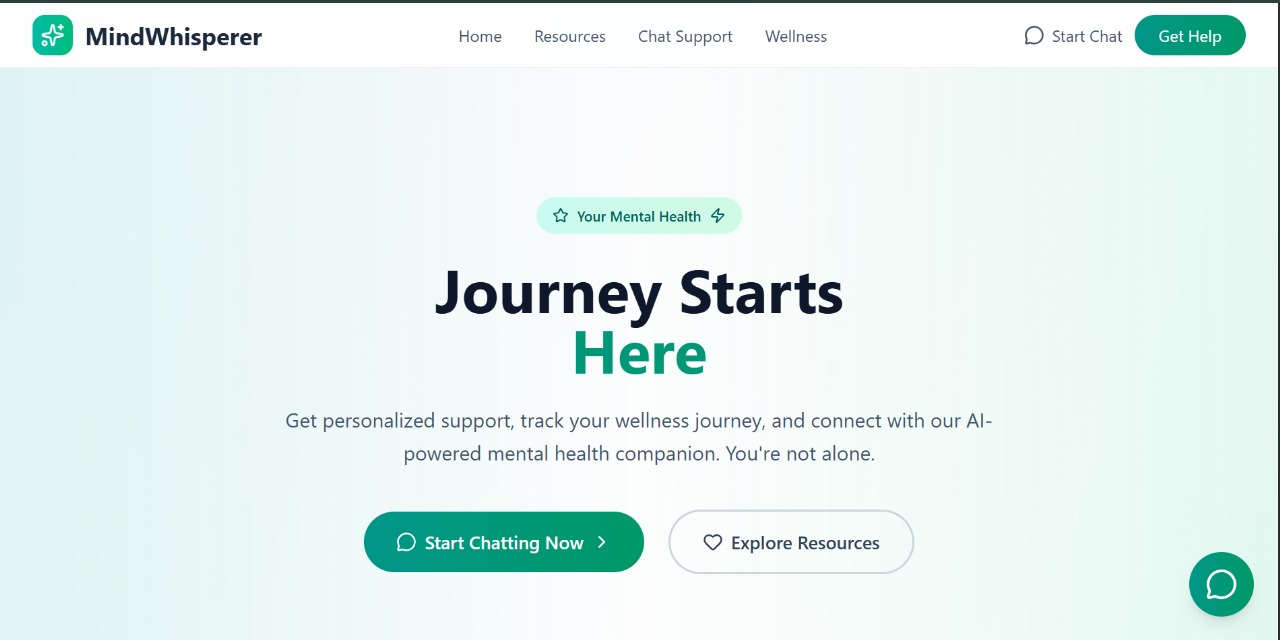 MindWhisperer
Home
Resources
Chat Support
Wellness
Start Chat
Get Help
Your Mental Health
Journey Starts
Here
Get personalized support, track your wellness journey, and connect with our AI-
powered mental health companion. You're not alone.
Start Chatting Now
Explore Resources